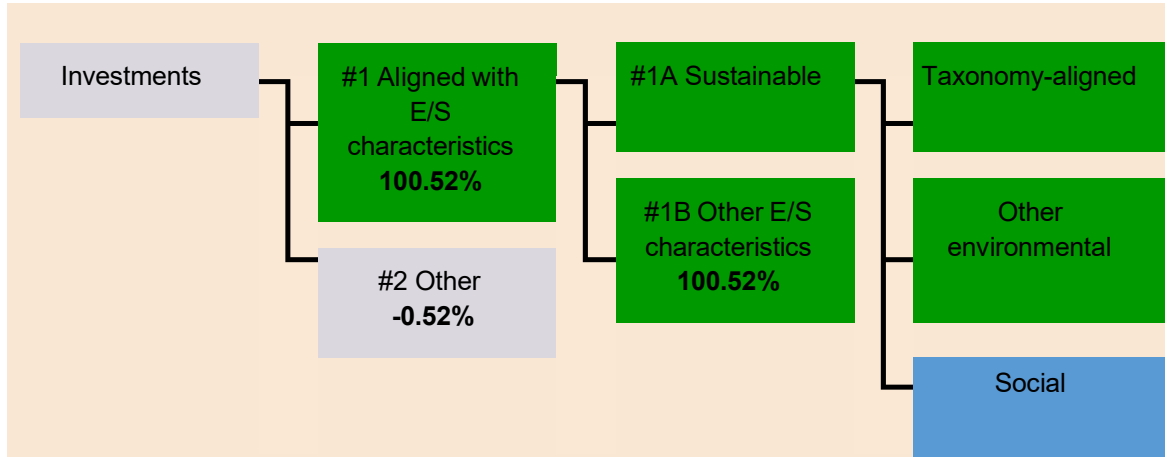 Investments
#1 Aligned with
E/S
characteristics
100.52%
#2 Other
-0.52%
#1A Sustainable
#1B Other E/S
characteristics
100.52%
Taxonomy-aligned
Other
environmental
Social